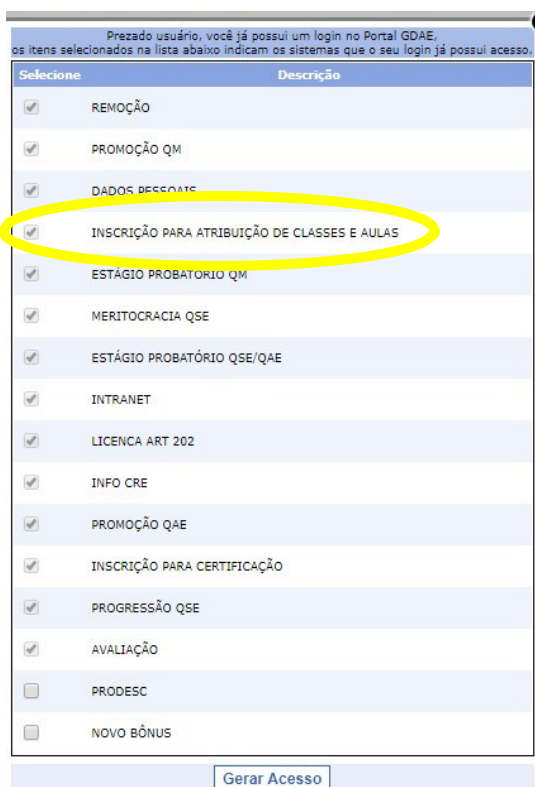 Prezado usuário, você já possui um login no Portal GDAE,
os itens selecionados na lista abaixo indicam os sistemas que o seu login já possui acesso.
Selecione Descrição
REMOÇÃO
PROMOÇÃO QM
DADOS PESSOAIS
INSCRIÇÃO PARA ATRIBUIÇÃO DE CLASSES E AULAS
ESTÁGIO PROBATÓRIO QM
MERITOCRACIA QSE
ESTÁGIO PROBATÓRIO QSE/QAE
INTRANET
LICENCA ART 202
INFO CRE
PROMOÇÃO QAE
INSCRIÇÃO PARA CERTIFICAÇÃO
PROGRESSÃO QSE
AVALIAÇÃO
PRODESC
NOVO BÔNUS
Gerar Acesso